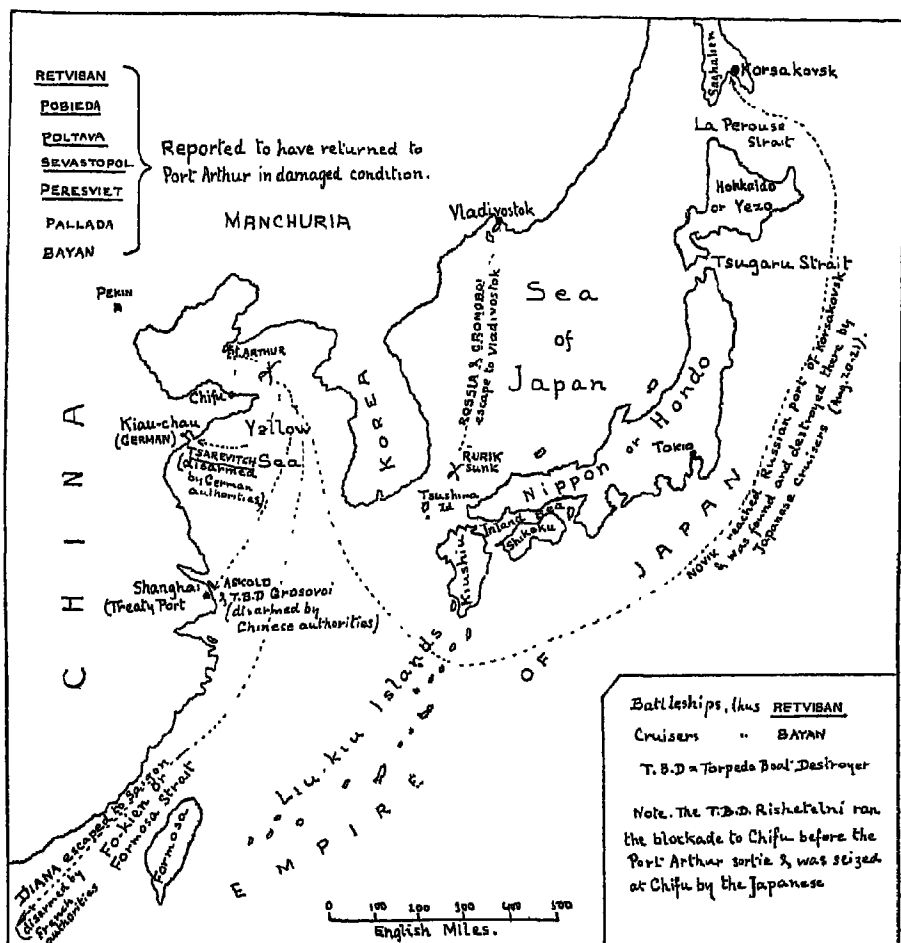 RETVISAN
POBIEDA
POLTAVA
SEVASTOPOL
PERESVIET
PALLADA
BAYAN
Reported to have returned to
Port Arthur in damaged condition.
MANCHURIA
PEKIN
Pt. ARTHUR
Chifu
Kiau-chau
(GERMAN)
Yellow
Sea
TSAREVITCH
(disarmed
by German
authorities)
KOREA
CHINA
Shanghai
(Treaty Port
ASKOLD
& T.B.D Grosovoi
(disarmed by
Chinese authorities)
DIANA escaped to Saigon
(disarmed by
French
authorities
Fo-kien or
Formosa Strait
Formosa
Liu-kiu Islands
EMPIRE
OF
JAPAN
Vladivostok
ROSSIA & GROMOBOI
escape to Vladivostok
Sea
of
Japan
RURIK
sunk
Tsushima
Id
Nippon or Hondo
Tokio
Inland Sea
Shikoku
Kiushiu
Saghalien
Korsakovsk
La Perouse
Strait
Hokkaido
or Yezo
Tsugaru Strait
NOVIK reached Russian port of Korsakovsk
& was found and destroyed there by
Japanese cruisers (Aug. 20-21).
Battleships, thus RETVISAN
Cruisers " BAYAN
T.B.D = Torpedo Boat Destroyer
Note. The T.B.D. Rishetelni ran
the blockade to Chifu before the
Port Arthur sortie & was seized
at Chifu by the Japanese
0 100 200 300 400 500
English Miles.